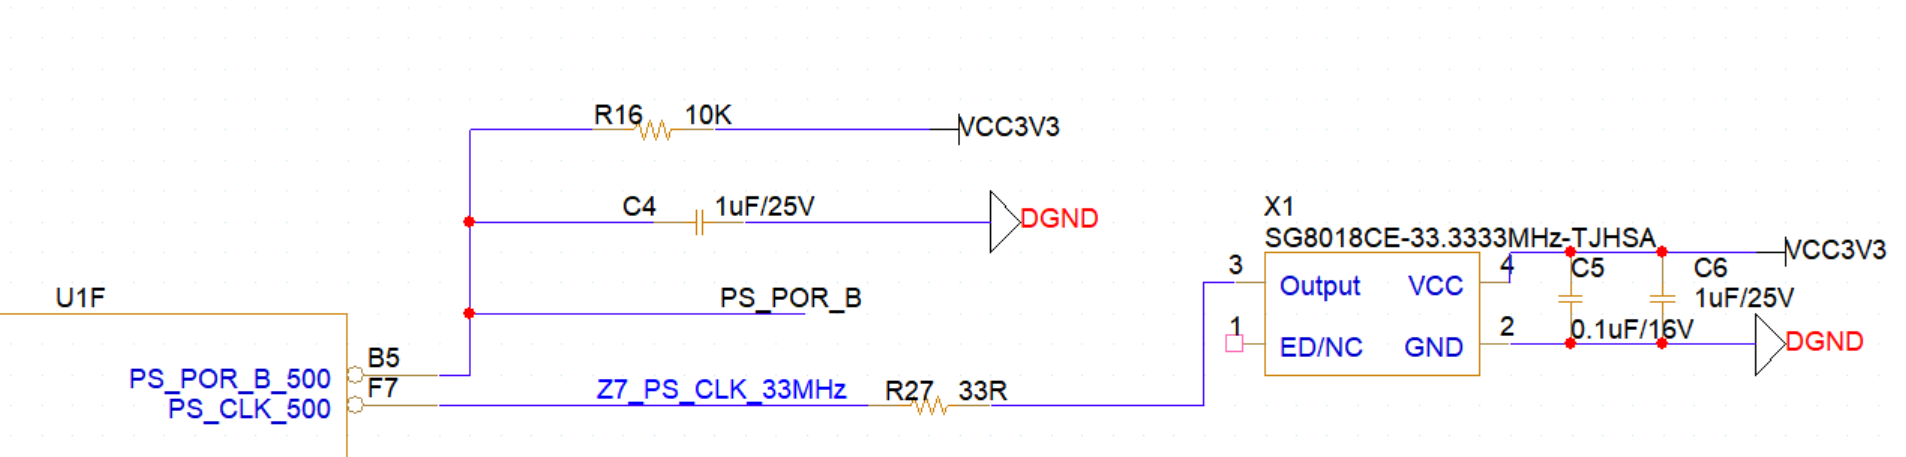 R16 10K VCC3V3
C4 1uF/25V DGND
X1
SG8018CE-33.3333MHz-TJHSA
3 4 C5 C6 VCC3V3
Output VCC
U1F PS_POR_B 1uF/25V
1 2 0.1uF/16V
ED/NC GND DGND
B5
PS_POR_B_500
F7 Z7_PS_CLK_33MHz R27 33R
PS_CLK_500